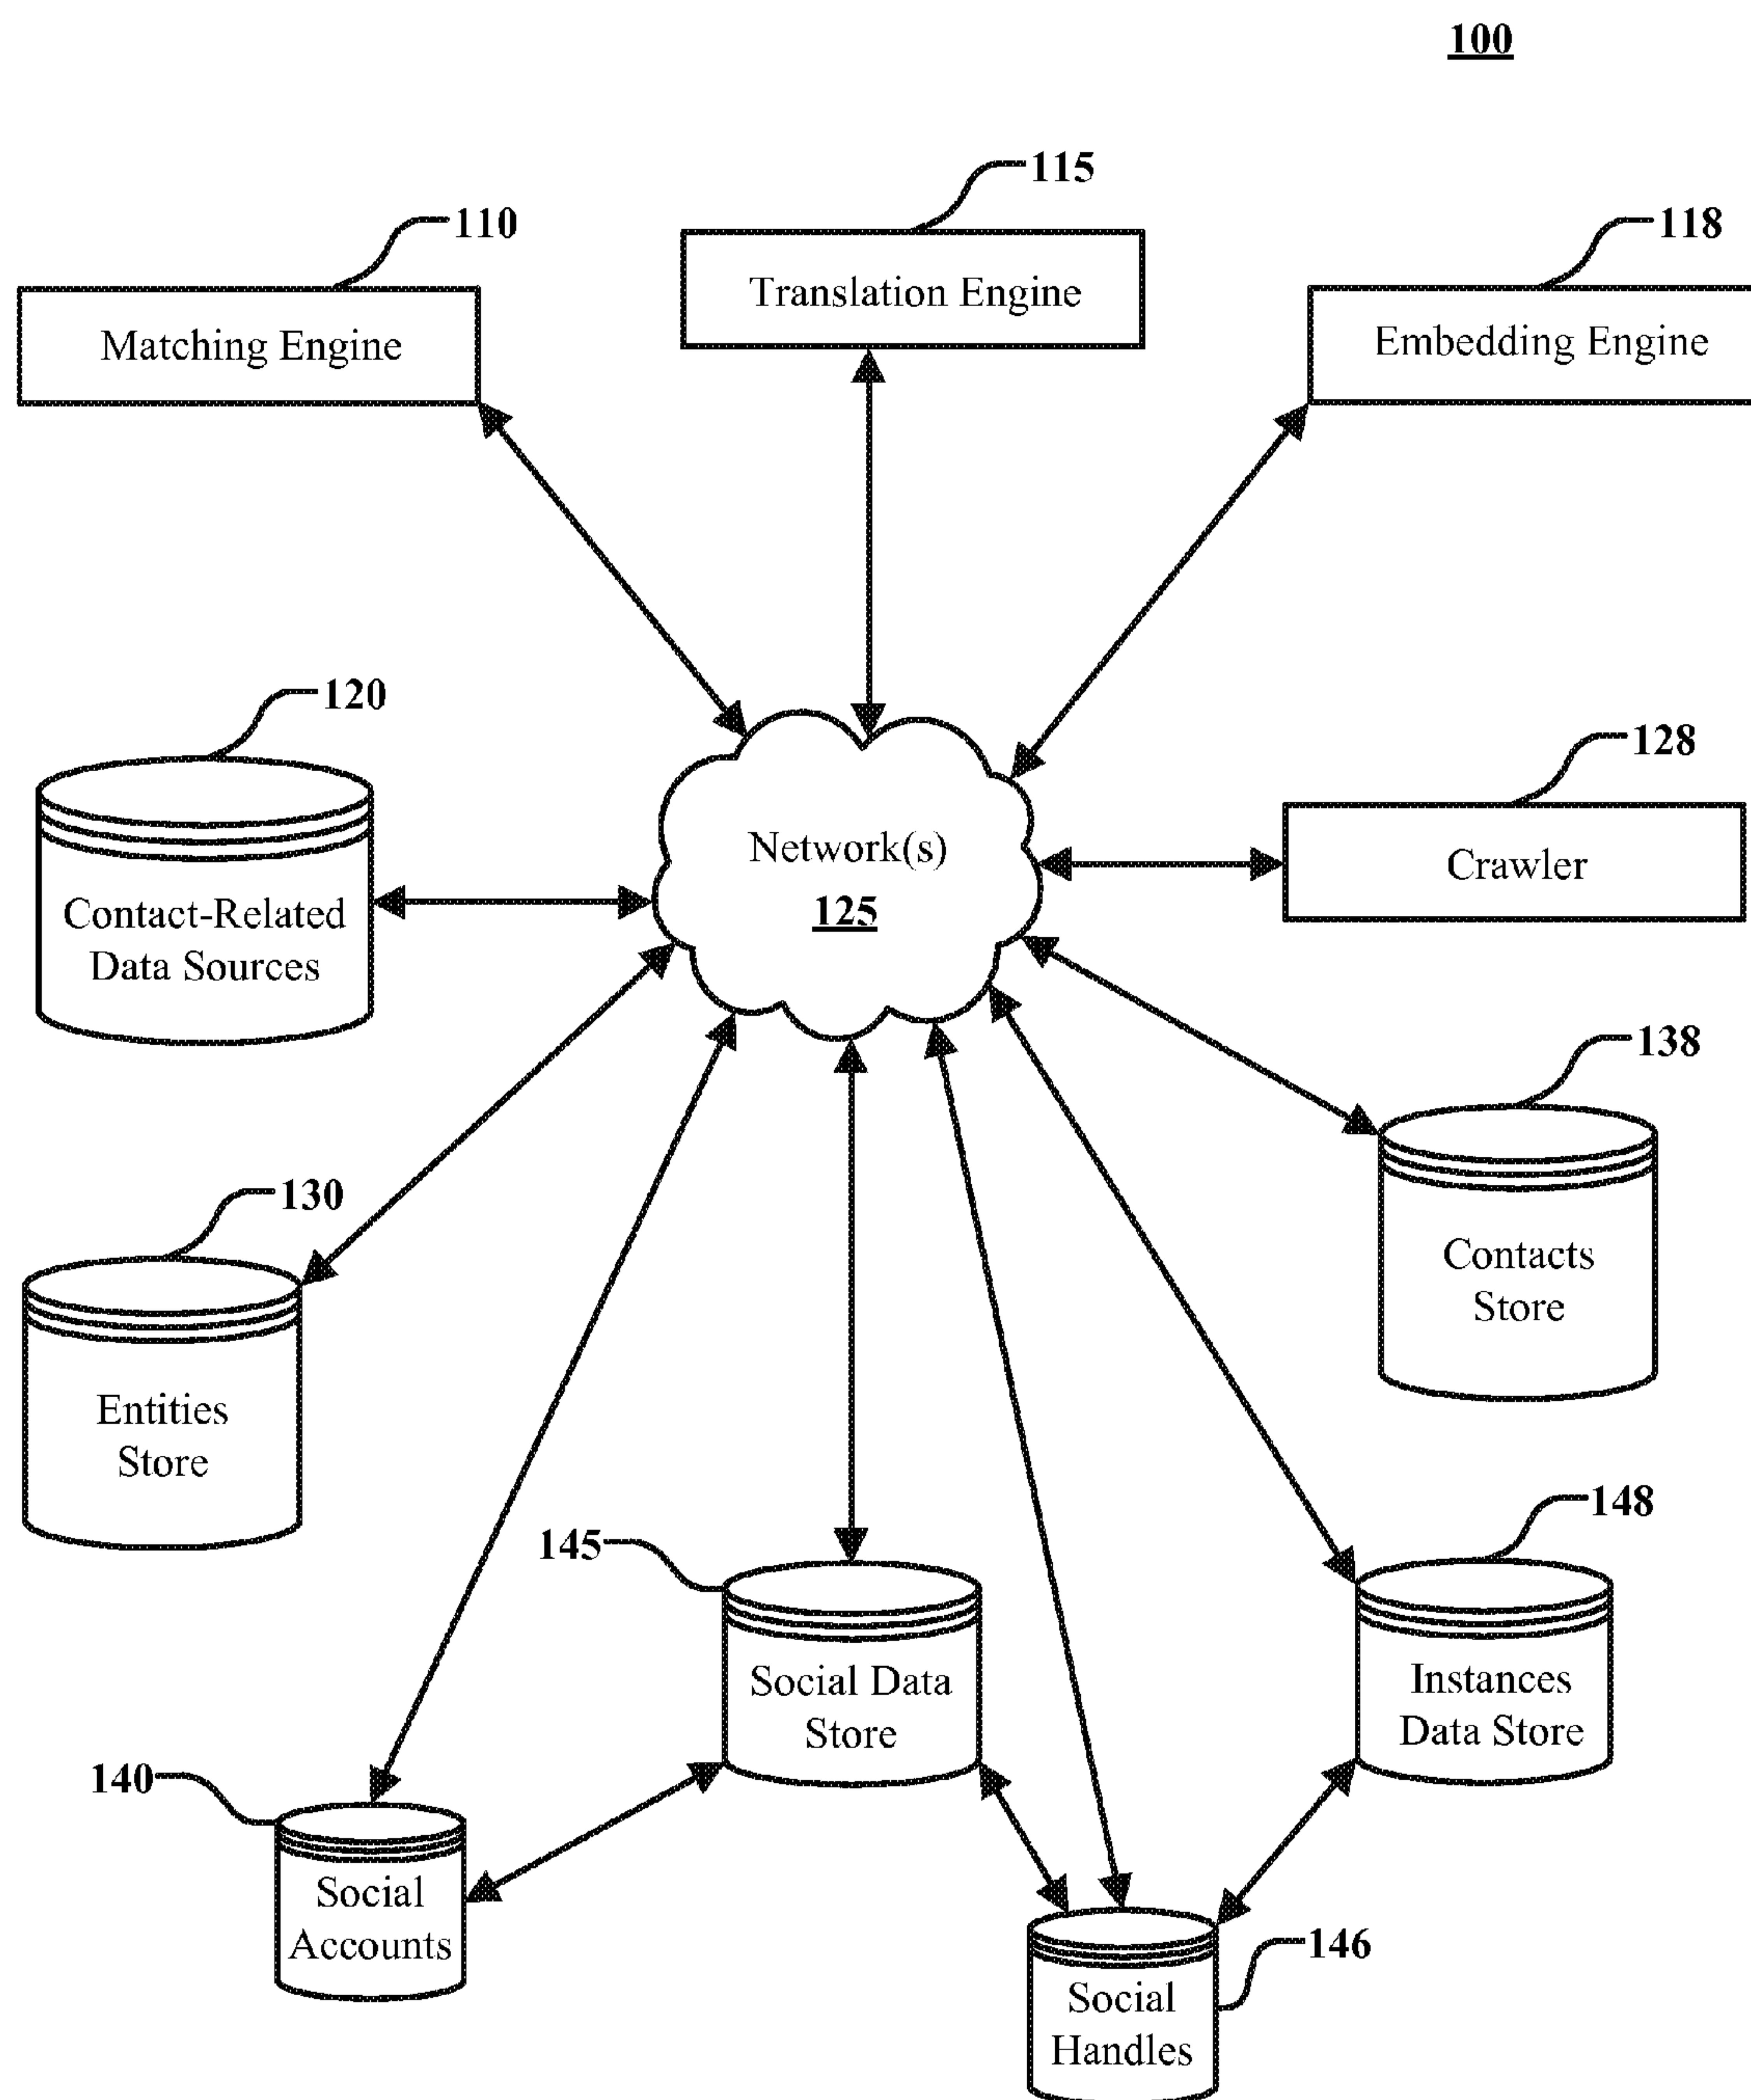 100
115
110
118
Translation Engine
Matching Engine
Embedding Engine
120
128
Network(s)
125
Crawler
Contact-Related
Data Sources
138
130
Contacts
Store
Entities
Store
148
145
Social Data
Store
Instances
Data Store
140
Social
Accounts
146
Social
Handles